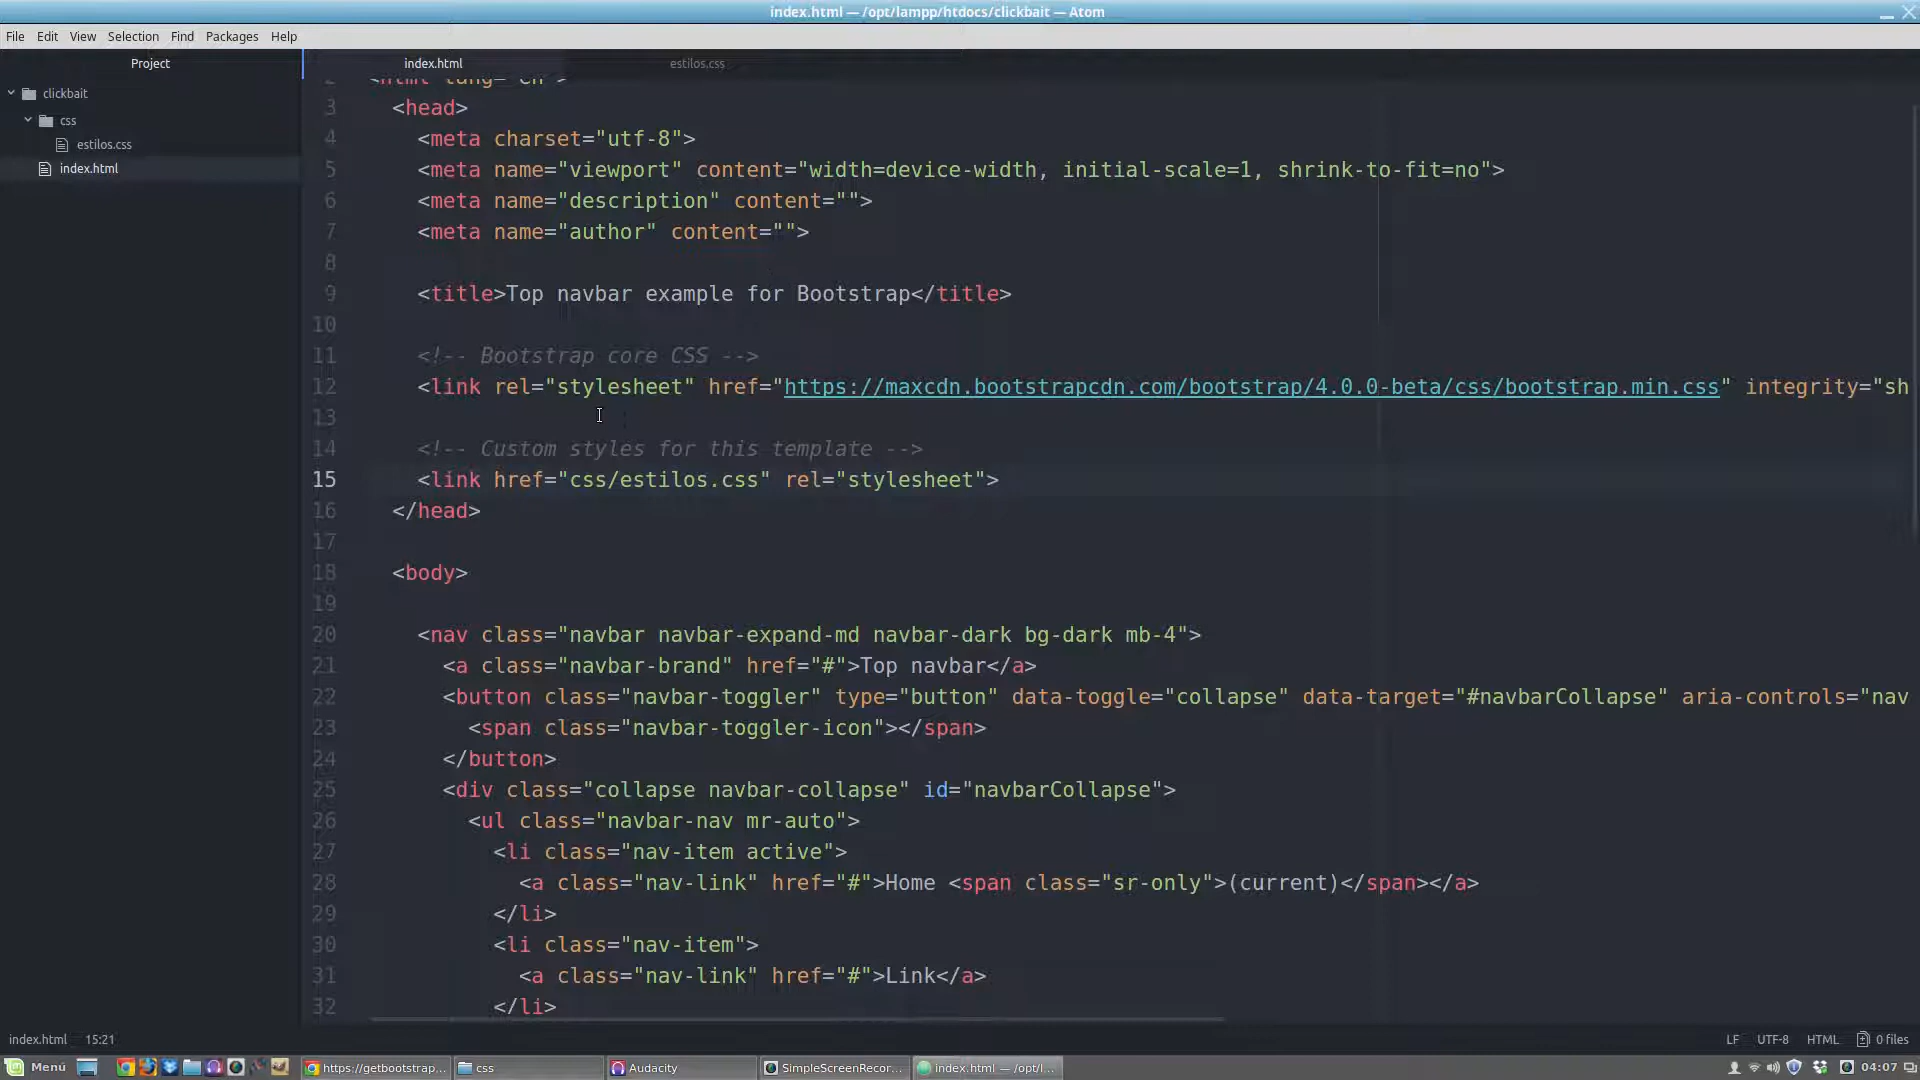 index.html — /opt/lampp/htdocs/clickbait — Atom
File Edit View Selection Find Packages Help
Project
index.html
estilos.css
clickbait
css
estilos.css
index.html
2 <html lang="en">
3 <head>
4 <meta charset="utf-8">
5 <meta name="viewport" content="width=device-width, initial-scale=1, shrink-to-fit=no">
6 <meta name="description" content="">
7 <meta name="author" content="">
8
9 <title>Top navbar example for Bootstrap</title>
10
11 <!-- Bootstrap core CSS -->
12 <link rel="stylesheet" href="https://maxcdn.bootstrapcdn.com/bootstrap/4.0.0-beta/css/bootstrap.min.css" integrity="sh
13
14 <!-- Custom styles for this template -->
15 <link href="css/estilos.css" rel="stylesheet">
16 </head>
17
18 <body>
19
20 <nav class="navbar navbar-expand-md navbar-dark bg-dark mb-4">
21 <a class="navbar-brand" href="#">Top navbar</a>
22 <button class="navbar-toggler" type="button" data-toggle="collapse" data-target="#navbarCollapse" aria-controls="nav
23 <span class="navbar-toggler-icon"></span>
24 </button>
25 <div class="collapse navbar-collapse" id="navbarCollapse">
26 <ul class="navbar-nav mr-auto">
27 <li class="nav-item active">
28 <a class="nav-link" href="#">Home <span class="sr-only">(current)</span></a>
29 </li>
30 <li class="nav-item">
31 <a class="nav-link" href="#">Link</a>
32 </li>
index.html 15:21
LF UTF-8 HTML 0 files
Menú
https://getbootstrap...
css
Audacity
SimpleScreenRecor...
index.html — /opt/l...
04:07